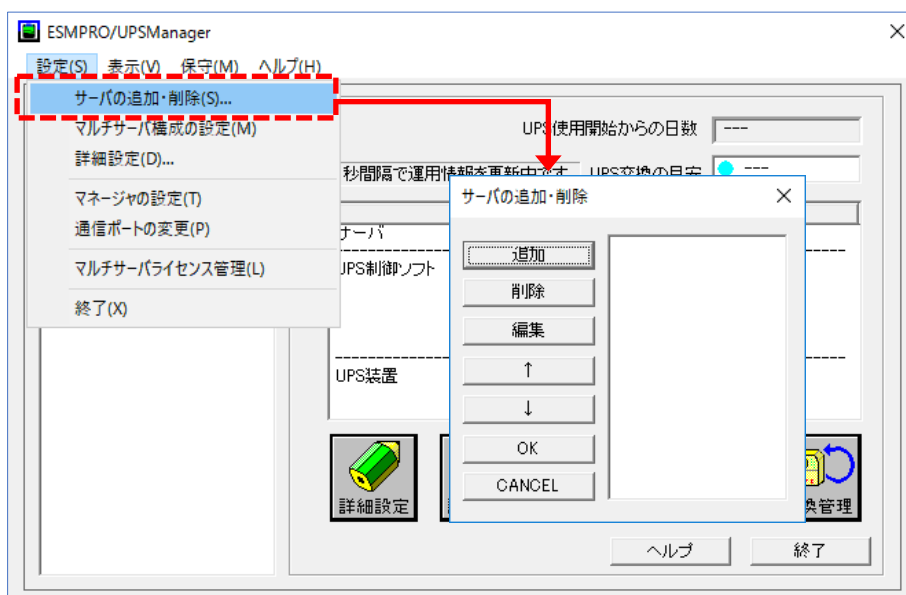 ESMPRO/UPSManager
設定(S) 表示(V) 保守(M) ヘルプ(H)
サーバの追加・削除(S)...
マルチサーバ構成の設定(M)
詳細設定(D)...
マネージャの設定(T)
通信ポートの変更(P)
マルチサーバライセンス管理(L)
終了(X)
UPS使用開始からの日数 ---
秒間隔で運用情報を更新中です UPS交換の目安 ---
サーバ
UPS制御ソフト
UPS装置
サーバの追加・削除
追加
削除
編集
↑
↓
OK
CANCEL
詳細設定
換管理
ヘルプ 終了